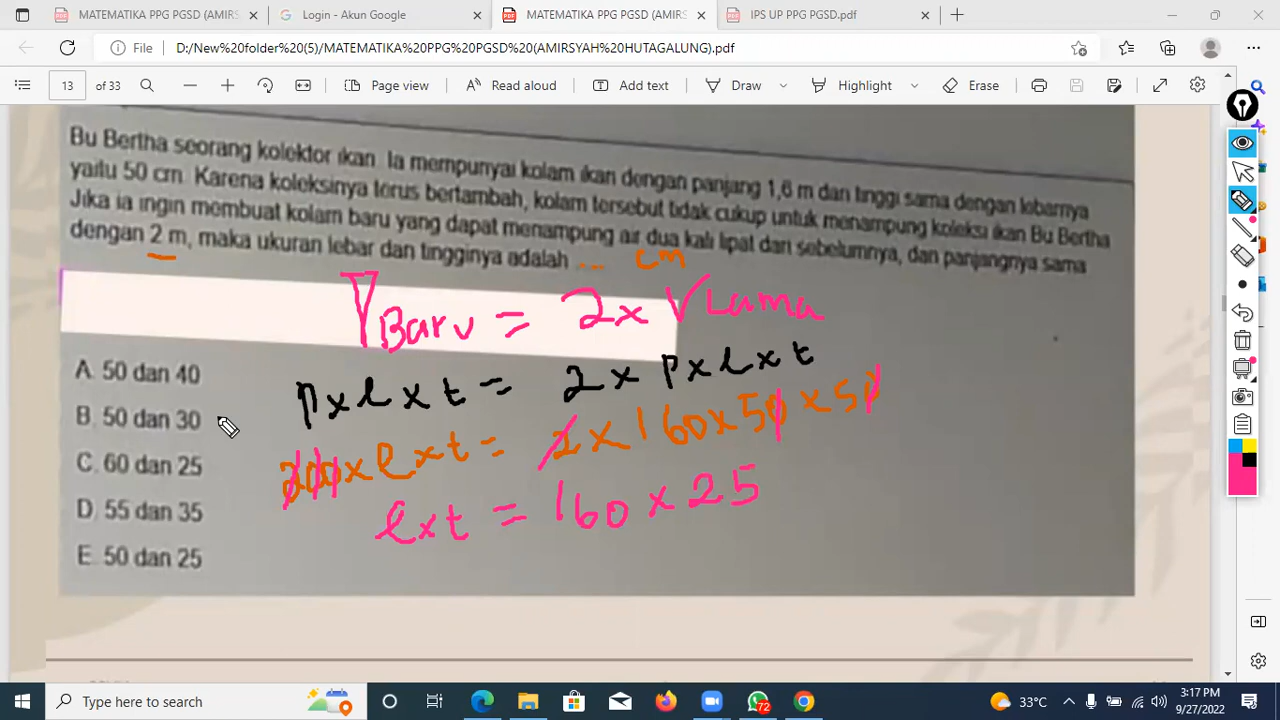 MATEMATIKA PPG PGSD (AMIRS
Login - Akun Google
MATEMATIKA PPG PGSD (AMIRS
IPS UP PPG PGSD.pdf
File
D:/New%20folder%20(5)/MATEMATIKA%20PPG%20PGSD%20(AMIRSYAH%20HUTAGALUNG).pdf
13 of 33
Page view
Read aloud
Add text
Draw
Highlight
Erase
Bu Bertha seorang kolektor ikan. Ia mempunyai kolam ikan dengan panjang 1,6 m dan tinggi sama dengan lebarnya
yaitu 50 cm. Karena koleksinya terus bertambah, kolam tersebut tidak cukup untuk menampung koleksi ikan Bu Bertha
Jika ia ingin membuat kolam baru yang dapat menampung air dua kali lipat dari sebelumnya, dan panjangnya sama
dengan 2 m, maka ukuran lebar dan tingginya adalah ... cm
V Baru = 2x V Lama
A. 50 dan 40
p x l x t = 2 x p x l x t
B. 50 dan 30
200 x l x t = 2 x 160 x 50 x 50
C. 60 dan 25
l x t = 160 x 25
D. 55 dan 35
E. 50 dan 25
Type here to search
72
33°C
3:17 PM
9/27/2022